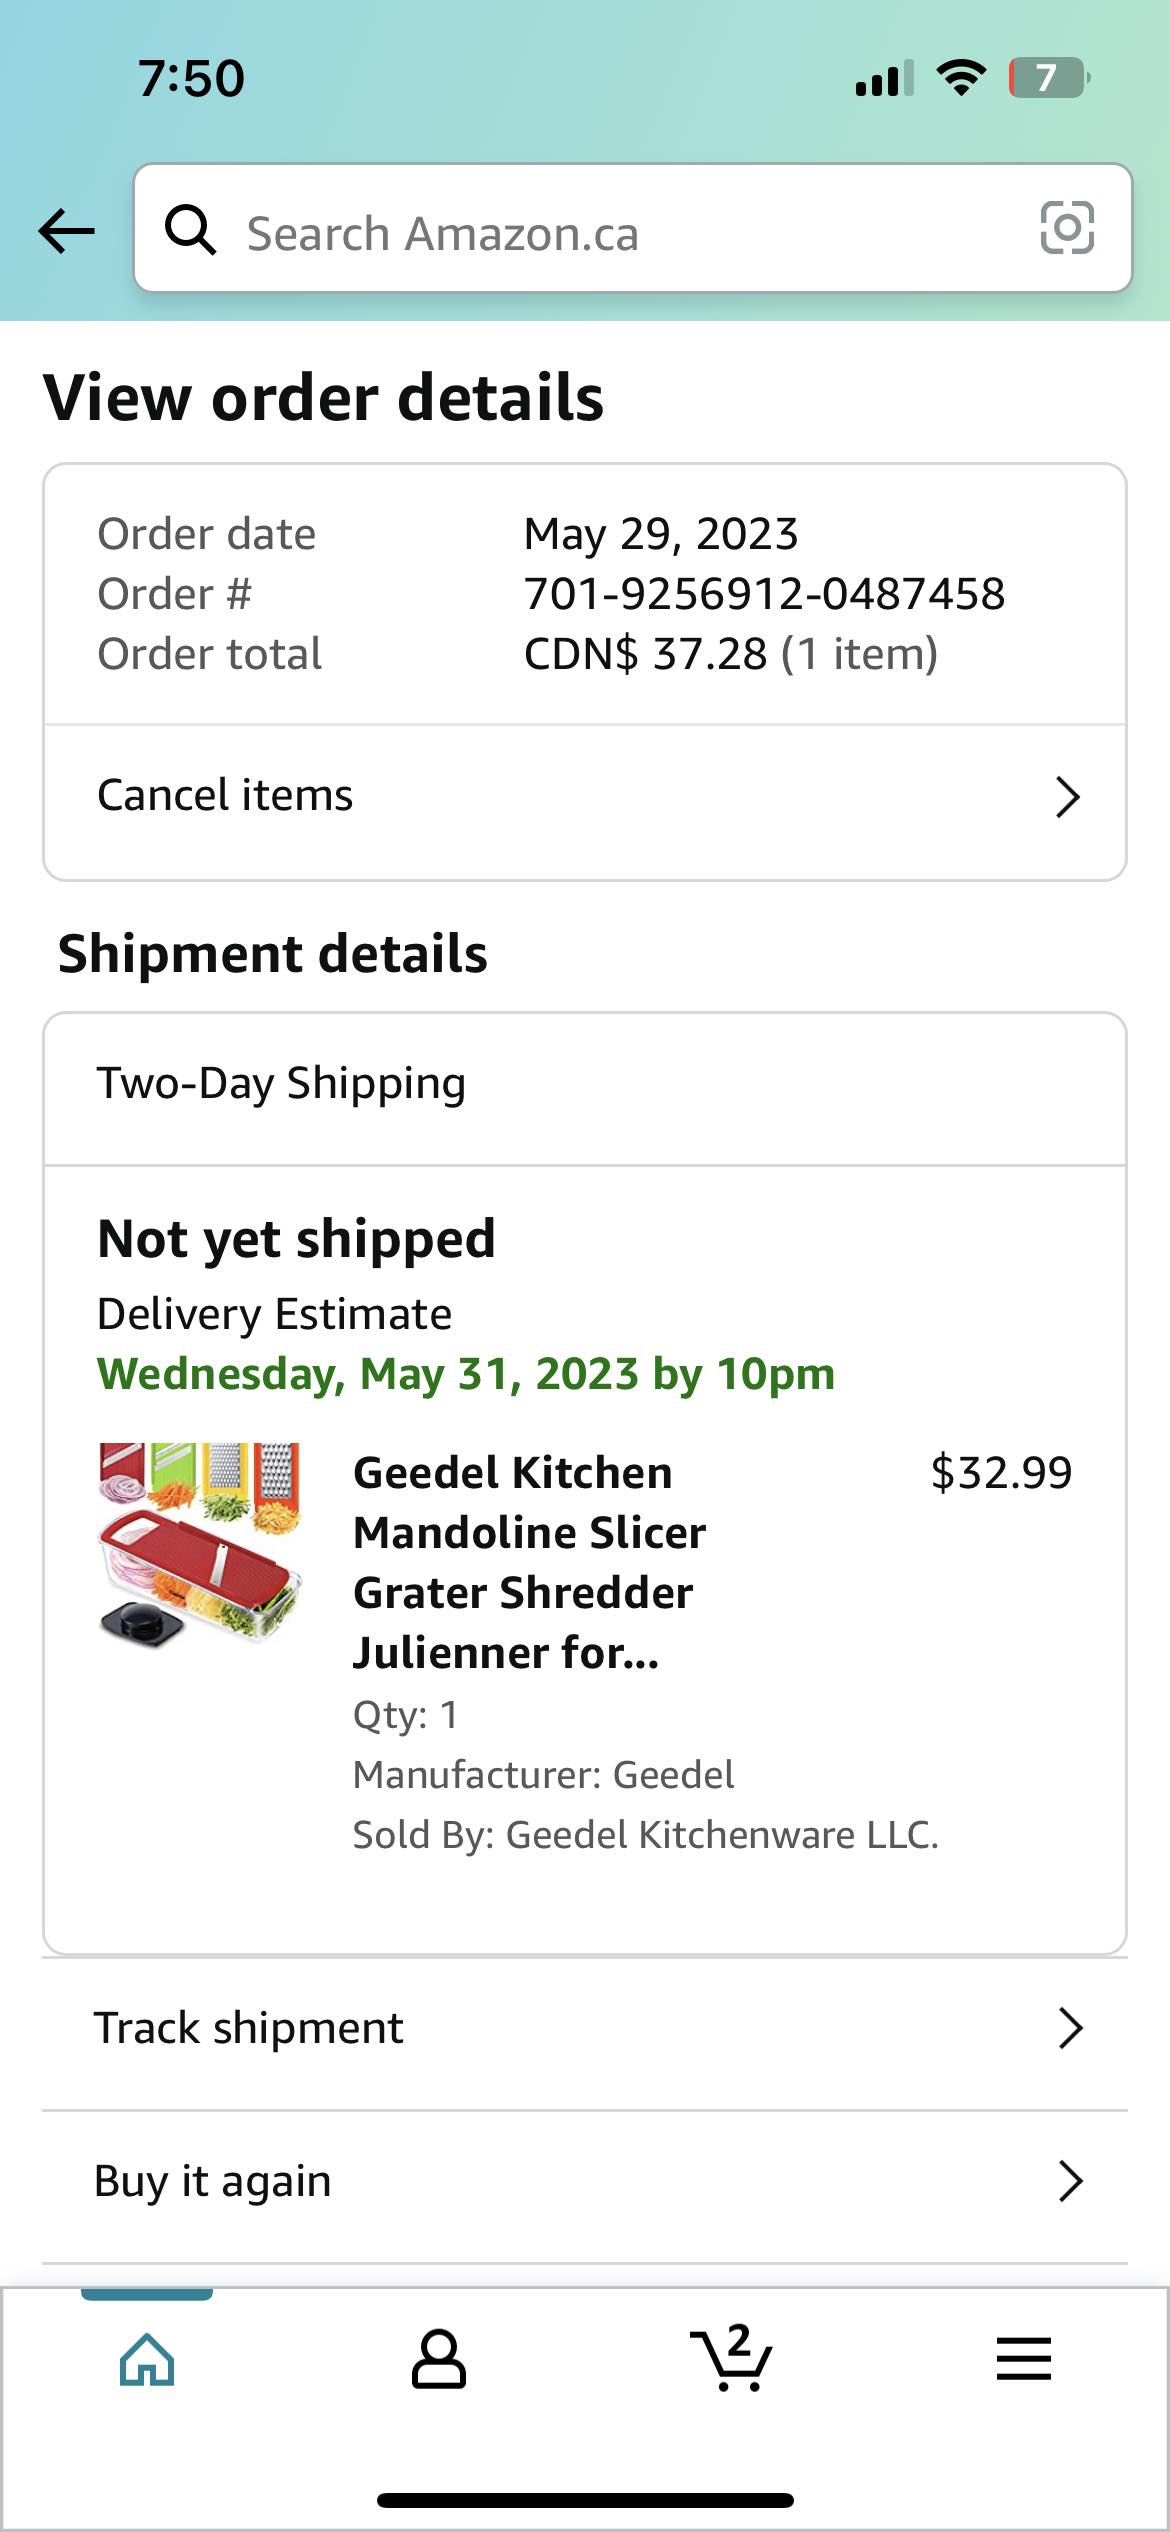 7:50
7
Search Amazon.ca
View order details
Order date May 29, 2023
Order # 701-9256912-0487458
Order total CDN$ 37.28 (1 item)
Cancel items
Shipment details
Two-Day Shipping
Not yet shipped
Delivery Estimate
Wednesday, May 31, 2023 by 10pm
Geedel Kitchen $32.99
Mandoline Slicer
Grater Shredder
Julienner for...
Qty: 1
Manufacturer: Geedel
Sold By: Geedel Kitchenware LLC.
Track shipment
Buy it again
2